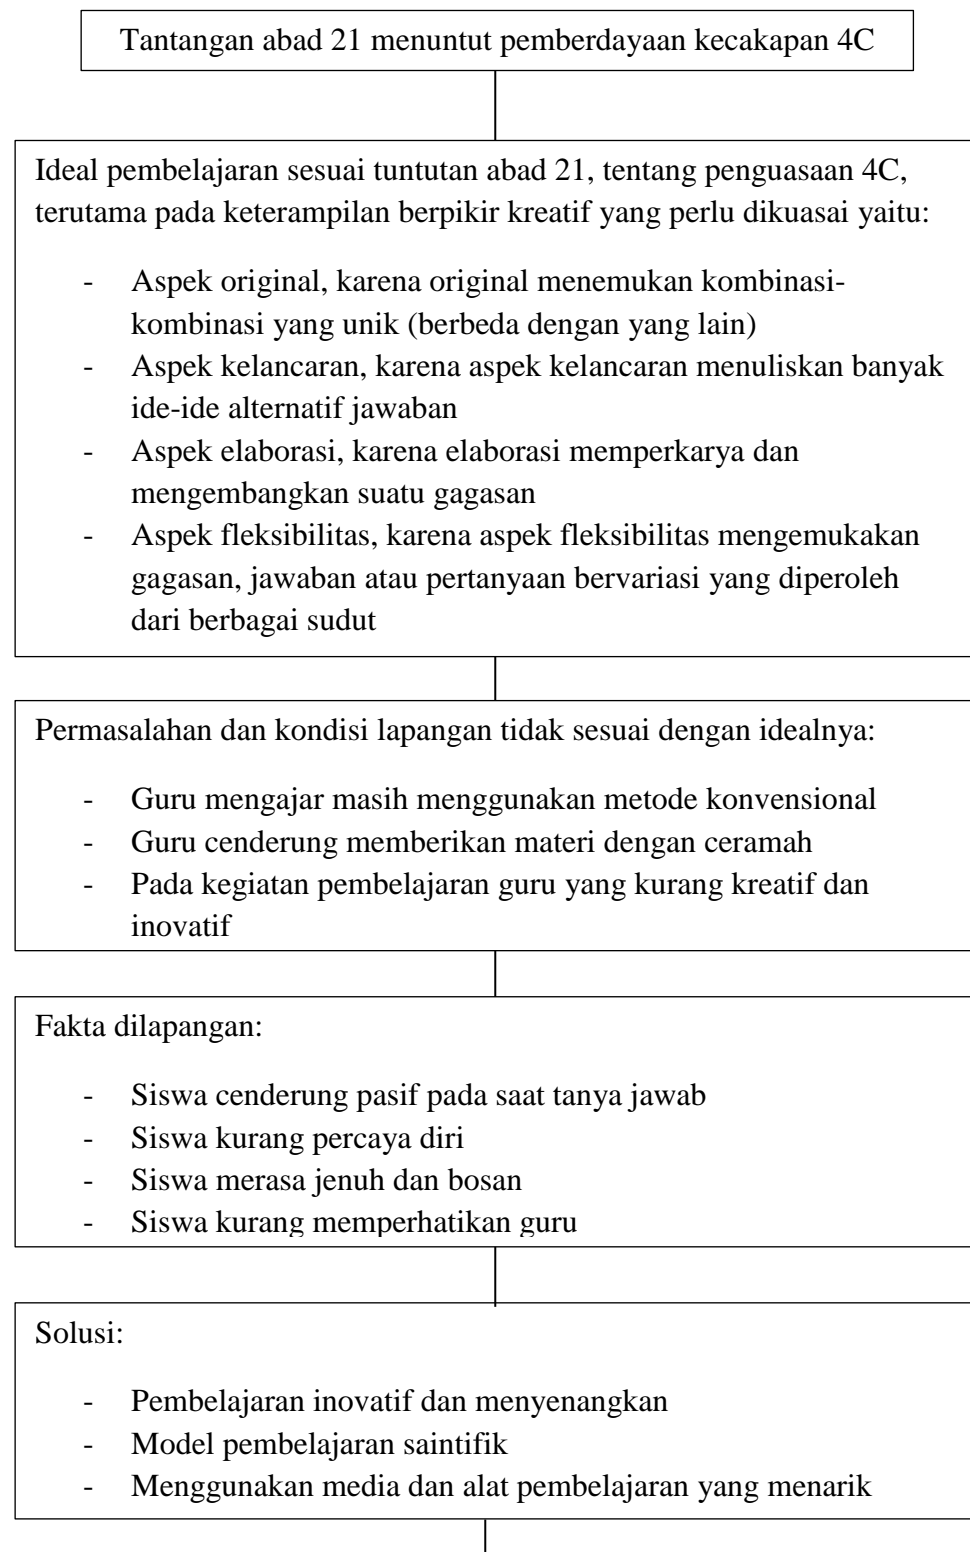 Tantangan abad 21 menuntut pemberdayaan kecakapan 4C
Ideal pembelajaran sesuai tuntutan abad 21, tentang penguasaan 4C,
terutama pada keterampilan berpikir kreatif yang perlu dikuasai yaitu:
- Aspek original, karena original menemukan kombinasi-
kombinasi yang unik (berbeda dengan yang lain)
- Aspek kelancaran, karena aspek kelancaran menuliskan banyak
ide-ide alternatif jawaban
- Aspek elaborasi, karena elaborasi memperkarya dan
mengembangkan suatu gagasan
- Aspek fleksibilitas, karena aspek fleksibilitas mengemukakan
gagasan, jawaban atau pertanyaan bervariasi yang diperoleh
dari berbagai sudut
Permasalahan dan kondisi lapangan tidak sesuai dengan idealnya:
- Guru mengajar masih menggunakan metode konvensional
- Guru cenderung memberikan materi dengan ceramah
- Pada kegiatan pembelajaran guru yang kurang kreatif dan
inovatif
Fakta dilapangan:
- Siswa cenderung pasif pada saat tanya jawab
- Siswa kurang percaya diri
- Siswa merasa jenuh dan bosan
- Siswa kurang memperhatikan guru
Solusi:
- Pembelajaran inovatif dan menyenangkan
- Model pembelajaran saintifik
- Menggunakan media dan alat pembelajaran yang menarik